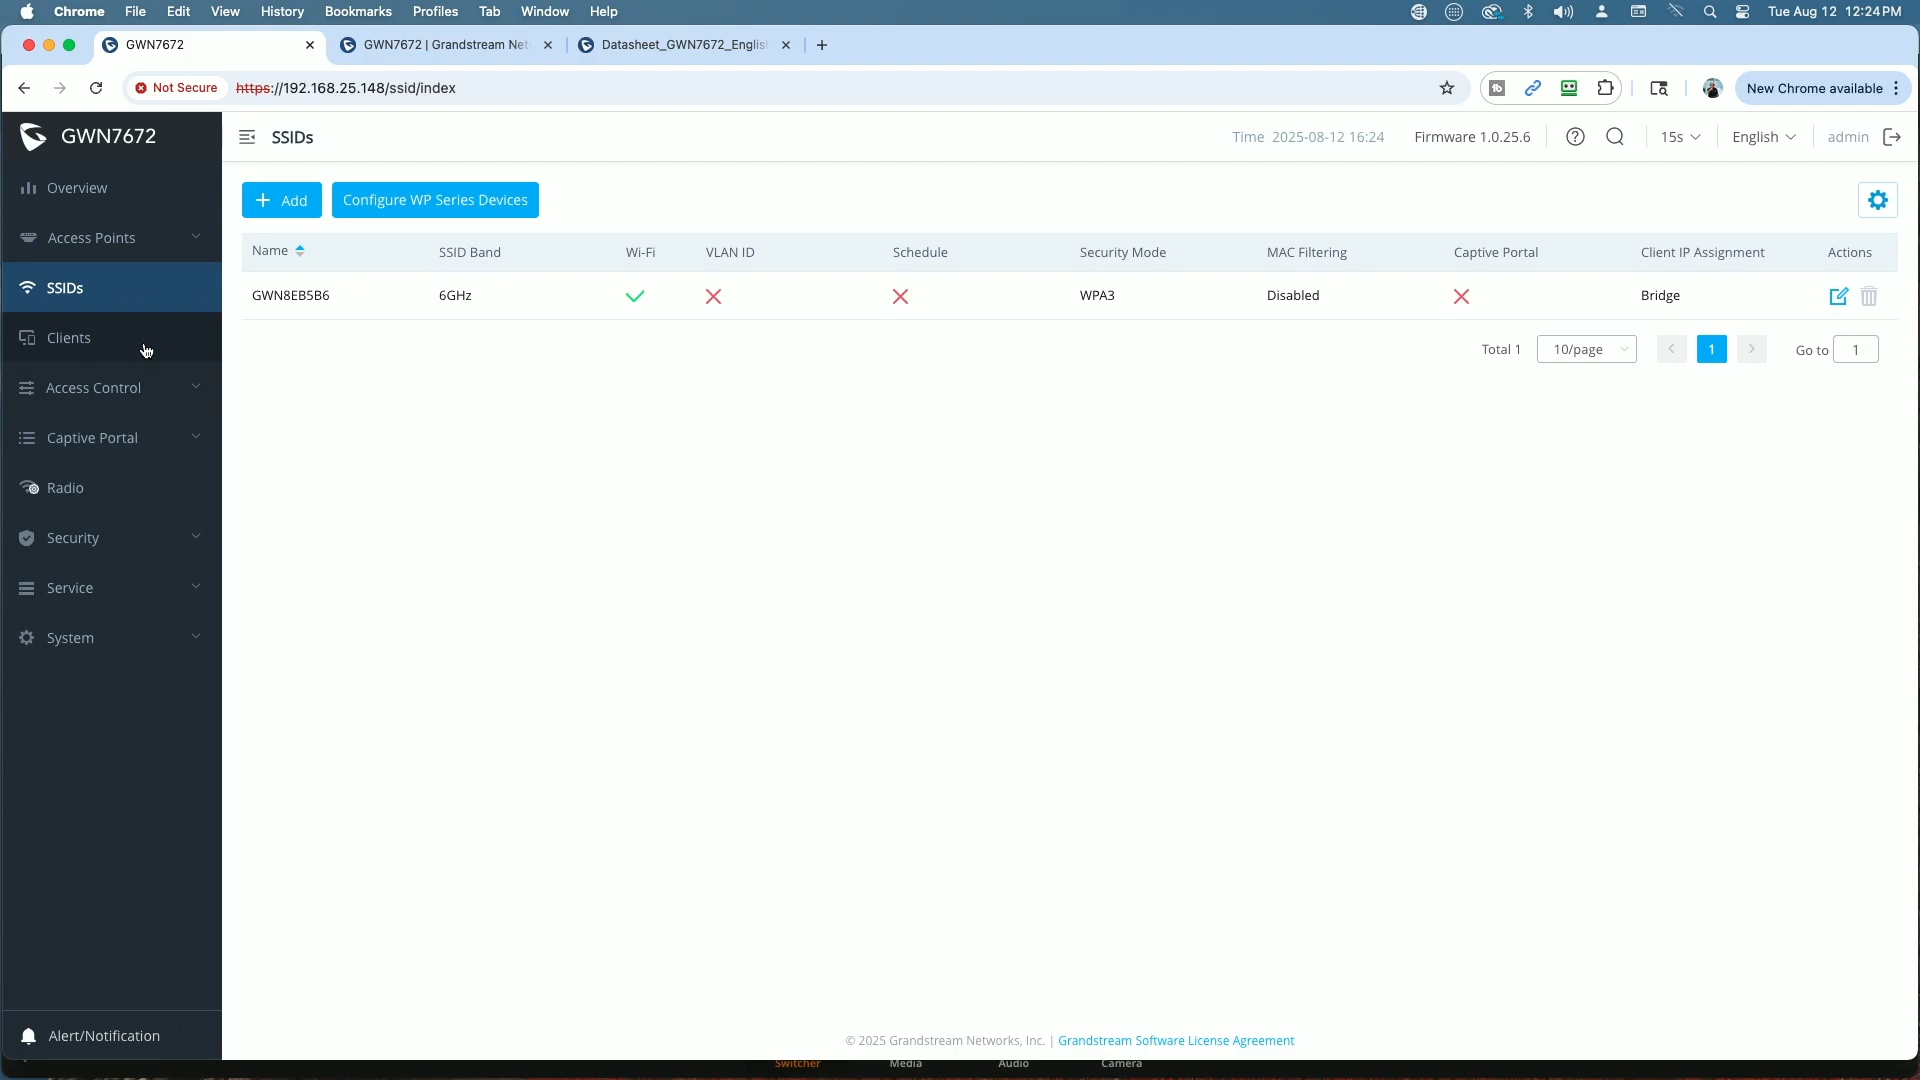 Chrome File Edit View History Bookmarks Profiles Tab Window Help Tue Aug 12 12:24 PM
GWN7672 GWN7672 | Grandstream Net Datasheet_GWN7672_English
Not Secure https://192.168.25.148/ssid/index New Chrome available
GWN7672 SSIDs Time 2025-08-12 16:24 Firmware 1.0.25.6 15s English admin
Overview
Access Points
SSIDs
Clients
Access Control
Captive Portal
Radio
Security
Service
System
Alert/Notification
Add Configure WP Series Devices
Name SSID Band Wi-Fi VLAN ID Schedule Security Mode MAC Filtering Captive Portal Client IP Assignment Actions
GWN8EB5B6 6GHz WPA3 Disabled Bridge
Total 1 10/page 1 Go to 1
© 2025 Grandstream Networks, Inc. | Grandstream Software License Agreement
Switcher Media Audio Camera